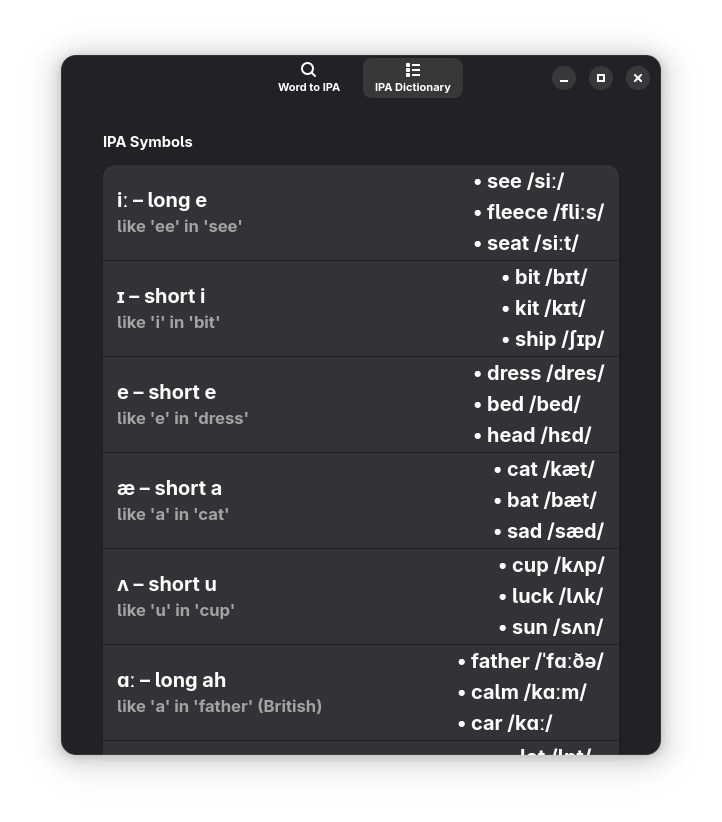 Word to IPA
IPA Dictionary
IPA Symbols
iː – long e
like 'ee' in 'see'
• see /siː/
• fleece /fliːs/
• seat /siːt/
ɪ – short i
like 'i' in 'bit'
• bit /bɪt/
• kit /kɪt/
• ship /ʃɪp/
e – short e
like 'e' in 'dress'
• dress /dres/
• bed /bed/
• head /hɛd/
æ – short a
like 'a' in 'cat'
• cat /kæt/
• bat /bæt/
• sad /sæd/
ʌ – short u
like 'u' in 'cup'
• cup /kʌp/
• luck /lʌk/
• sun /sʌn/
ɑː – long ah
like 'a' in 'father' (British)
• father /ˈfɑːðə/
• calm /kɑːm/
• car /kɑː/